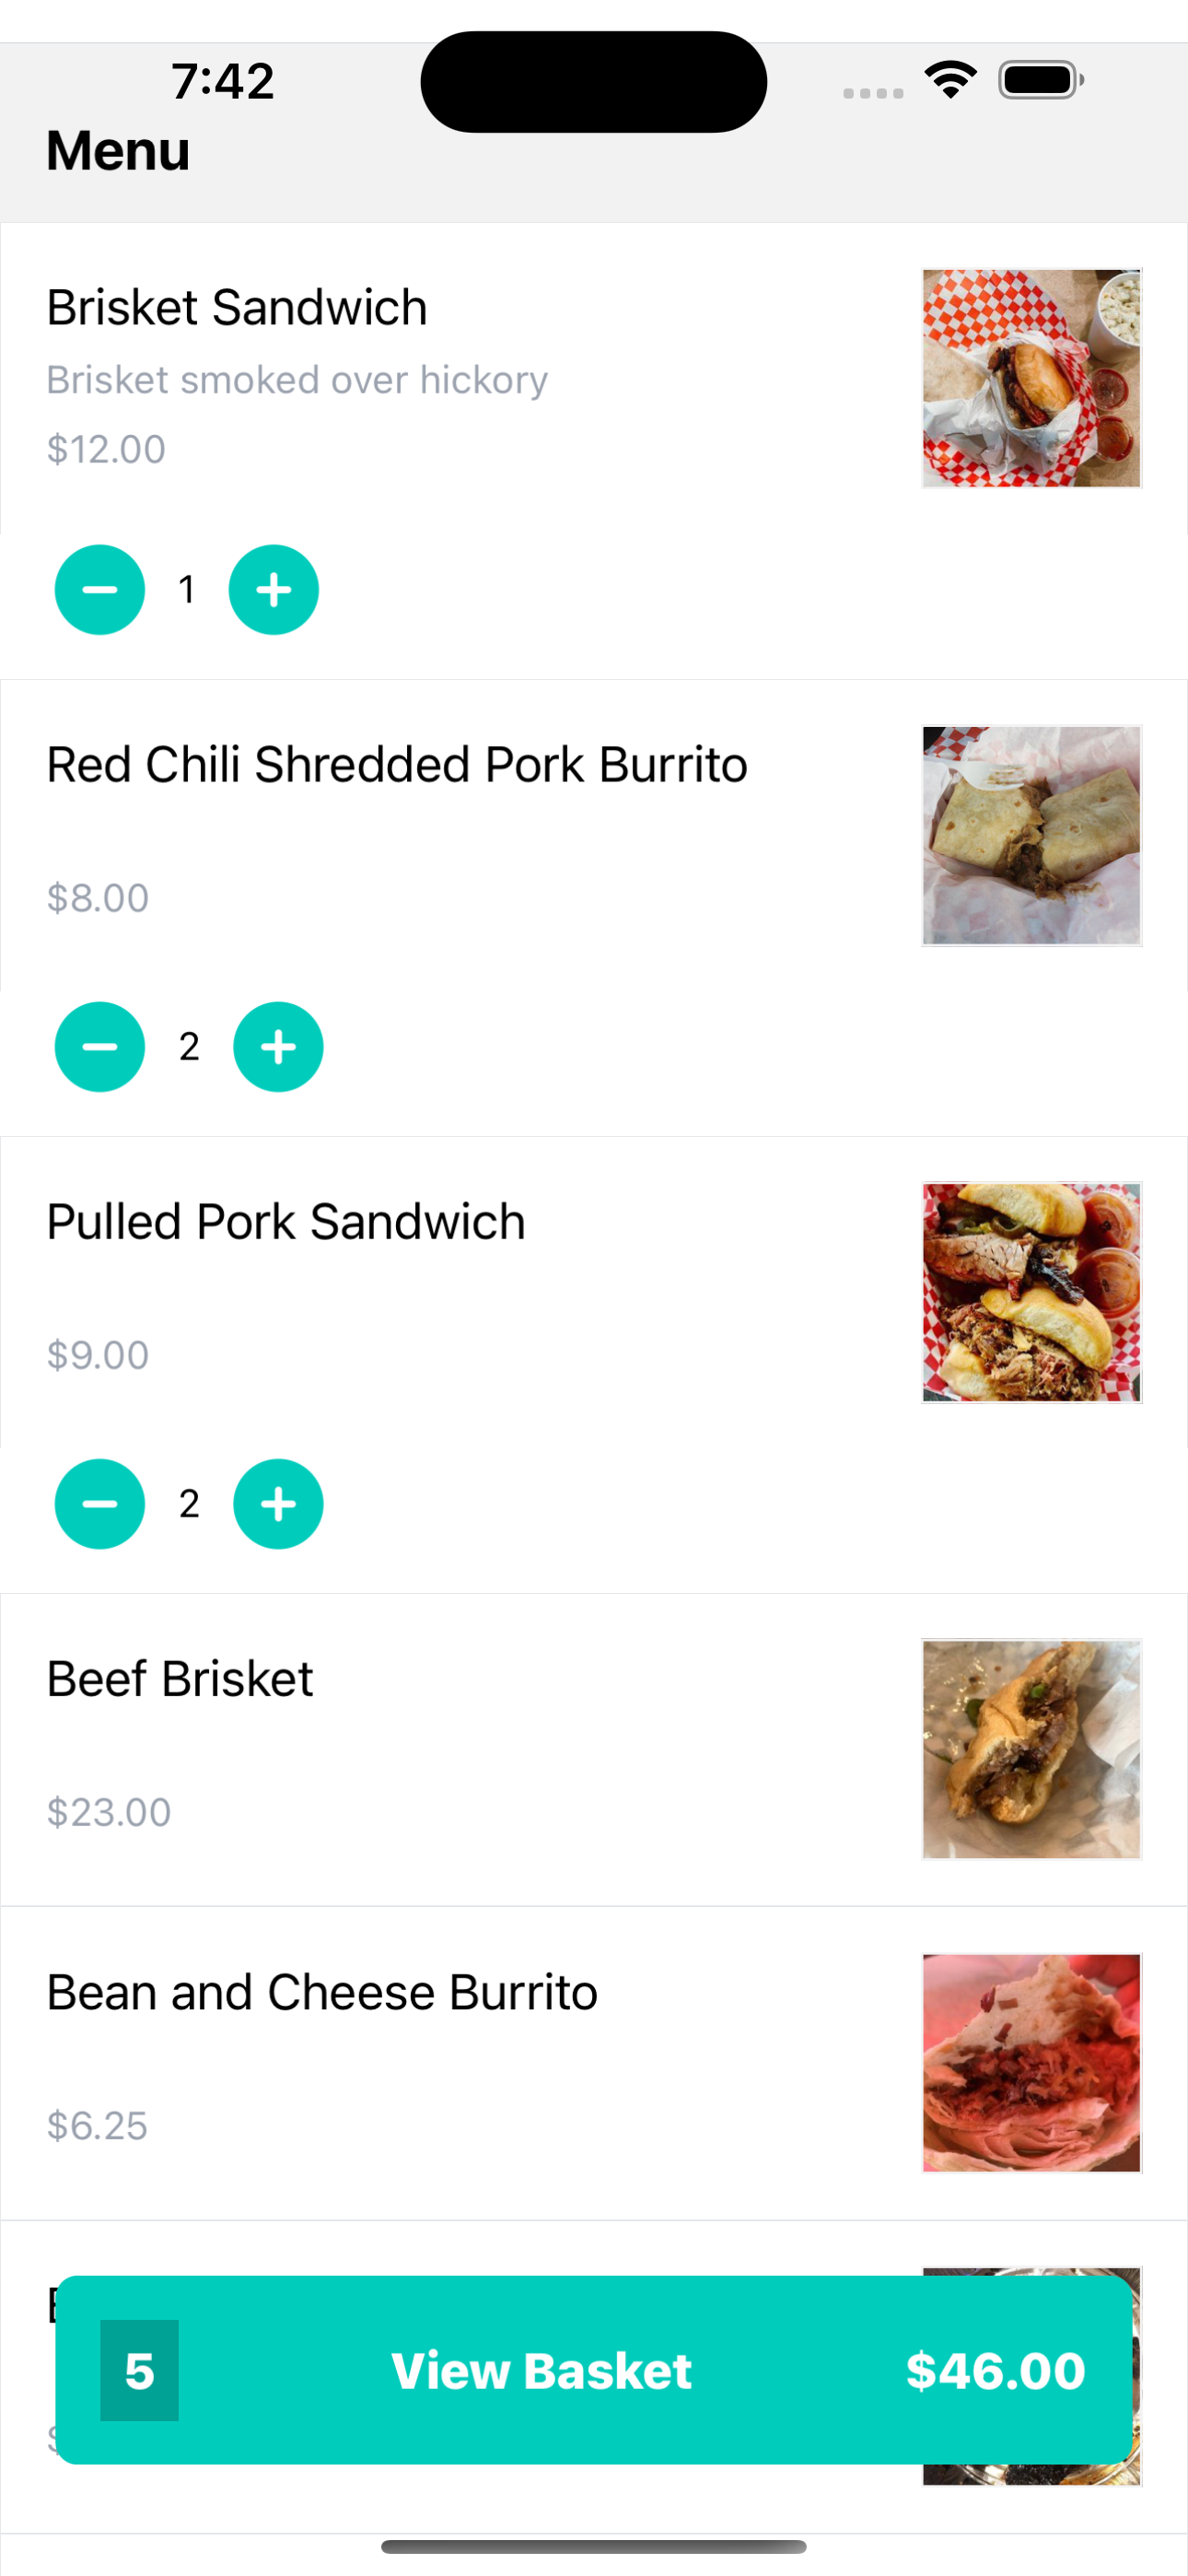 7:42
Menu
Brisket Sandwich
Brisket smoked over hickory
$12.00
1
Red Chili Shredded Pork Burrito
$8.00
2
Pulled Pork Sandwich
$9.00
2
Beef Brisket
$23.00
Bean and Cheese Burrito
$6.25
5 View Basket $46.00